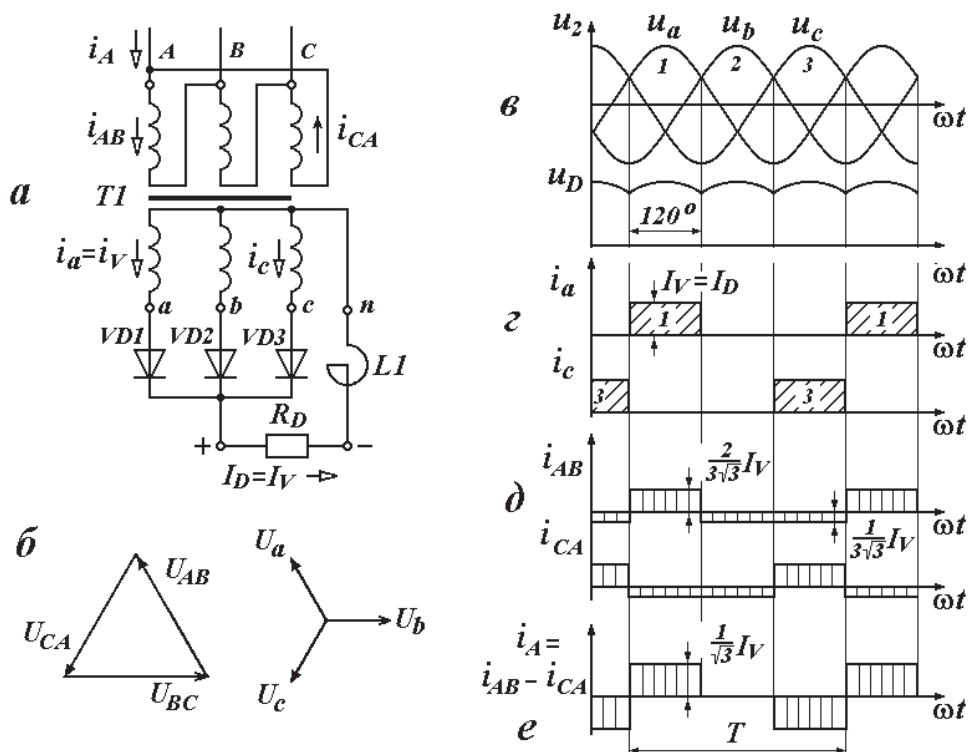 i_A
A
B
C
i_AB
i_CA
а
T1
i_a=i_V
i_c
a
b
c
n
VD1
VD2
VD3
L1
R_D
+
−
I_D=I_V
б
U_AB
U_CA
U_BC
U_a
U_b
U_c
u_2
u_a
u_b
u_c
1
2
3
в
ωt
u_D
120°
ωt
i_a
I_V=I_D
г
1
1
ωt
i_c
3
3
ωt
i_AB
2/(3√3) I_V
д
ωt
1/(3√3) I_V
i_CA
ωt
i_A=
i_AB − i_CA
1/√3 I_V
ωt
е
T